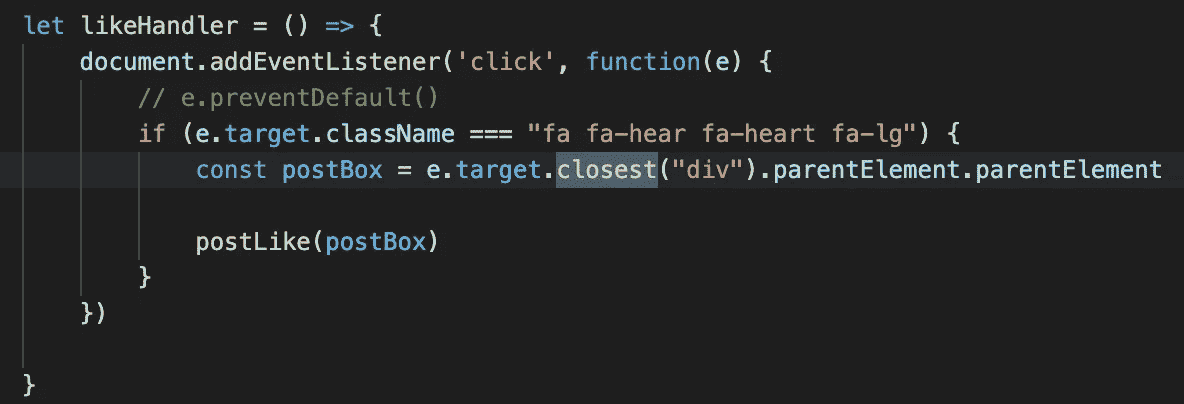 let likeHandler = () => {
document.addEventListener('click', function(e) {
// e.preventDefault()
if (e.target.className === "fa fa-hear fa-heart fa-lg") {
const postBox = e.target.closest("div").parentElement.parentElement
postLike(postBox)
}
})
}